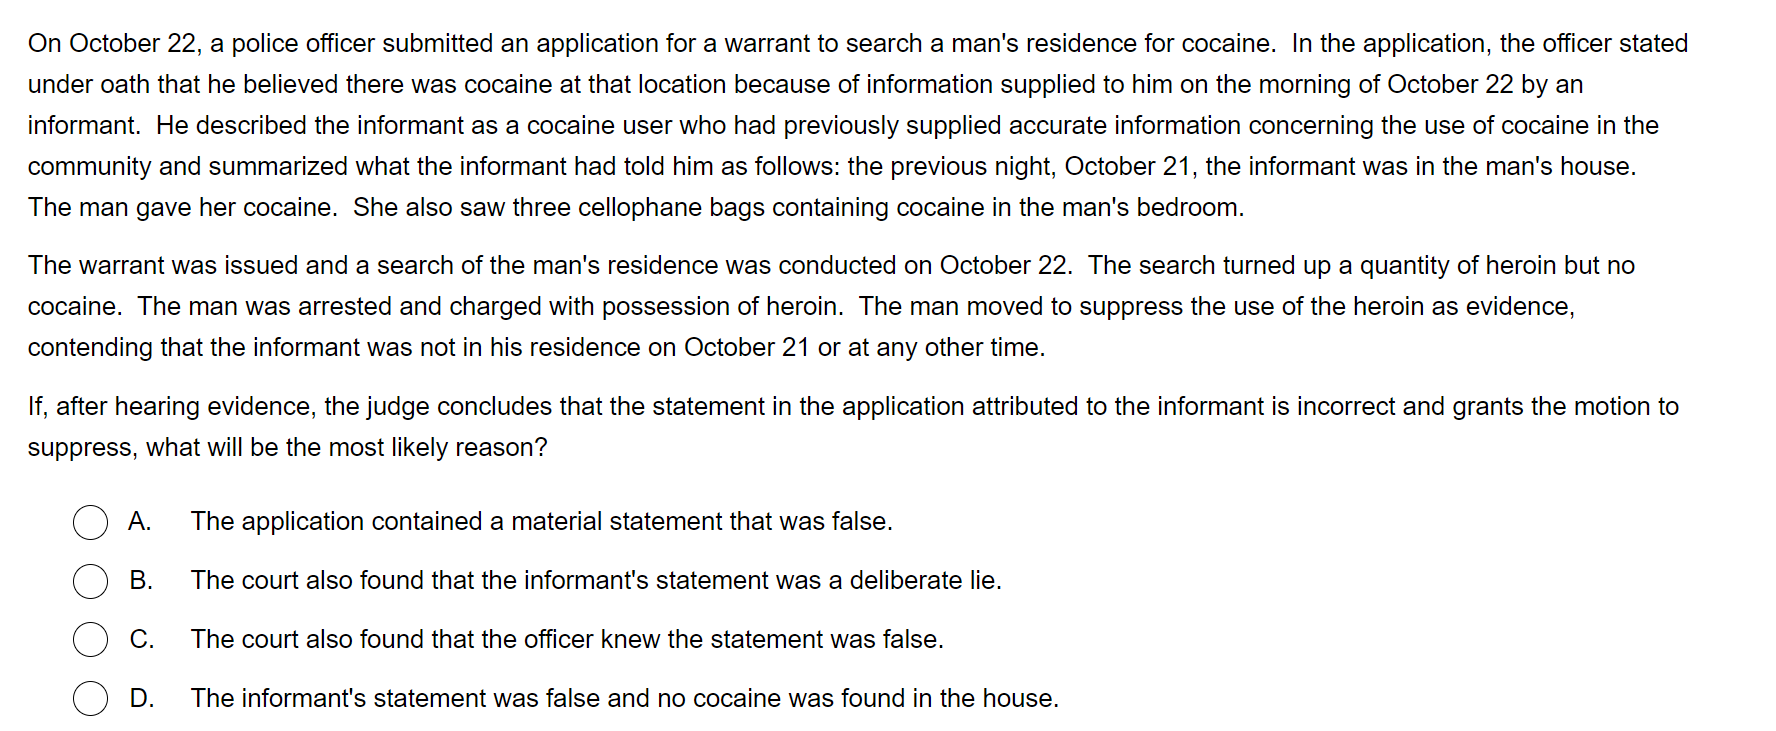 On October 22, a police officer submitted an application for a warrant to search a man's residence for cocaine.  In the application, the officer stated
under oath that he believed there was cocaine at that location because of information supplied to him on the morning of October 22 by an
informant.  He described the informant as a cocaine user who had previously supplied accurate information concerning the use of cocaine in the
community and summarized what the informant had told him as follows: the previous night, October 21, the informant was in the man's house.
The man gave her cocaine.  She also saw three cellophane bags containing cocaine in the man's bedroom.
The warrant was issued and a search of the man's residence was conducted on October 22.  The search turned up a quantity of heroin but no
cocaine.  The man was arrested and charged with possession of heroin.  The man moved to suppress the use of the heroin as evidence,
contending that the informant was not in his residence on October 21 or at any other time.
If, after hearing evidence, the judge concludes that the statement in the application attributed to the informant is incorrect and grants the motion to
suppress, what will be the most likely reason?
A. The application contained a material statement that was false.
B. The court also found that the informant's statement was a deliberate lie.
C. The court also found that the officer knew the statement was false.
D. The informant's statement was false and no cocaine was found in the house.